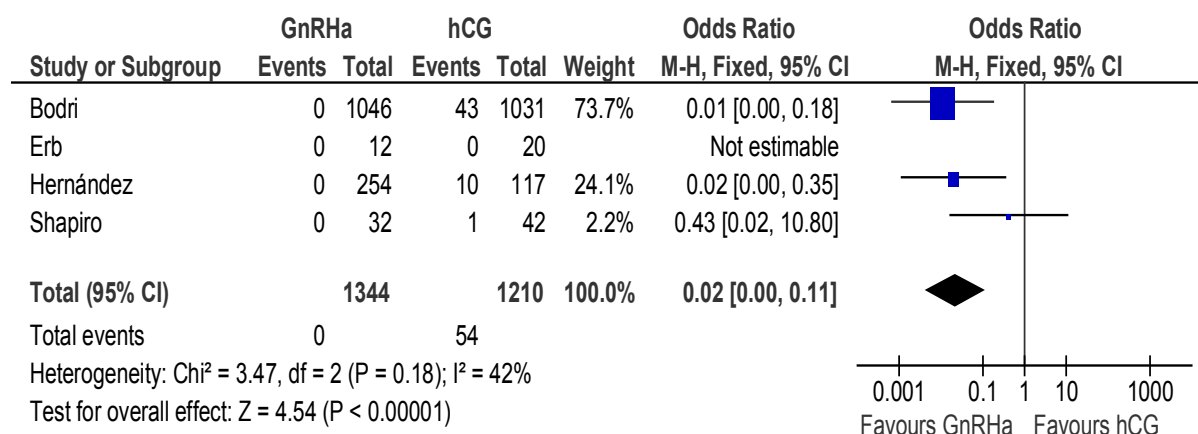 GnRHa hCG Odds Ratio Odds Ratio
Study or Subgroup Events Total Events Total Weight M-H, Fixed, 95% CI M-H, Fixed, 95% CI
Bodri 0 1046 43 1031 73.7% 0.01 [0.00, 0.18]
Erb 0 12 0 20 Not estimable
Hernández 0 254 10 117 24.1% 0.02 [0.00, 0.35]
Shapiro 0 32 1 42 2.2% 0.43 [0.02, 10.80]
Total (95% CI) 1344 1210 100.0% 0.02 [0.00, 0.11]
Total events 0 54
Heterogeneity: Chi² = 3.47, df = 2 (P = 0.18); I² = 42%
Test for overall effect: Z = 4.54 (P < 0.00001)
0.001 0.1 1 10 1000
Favours GnRHa Favours hCG